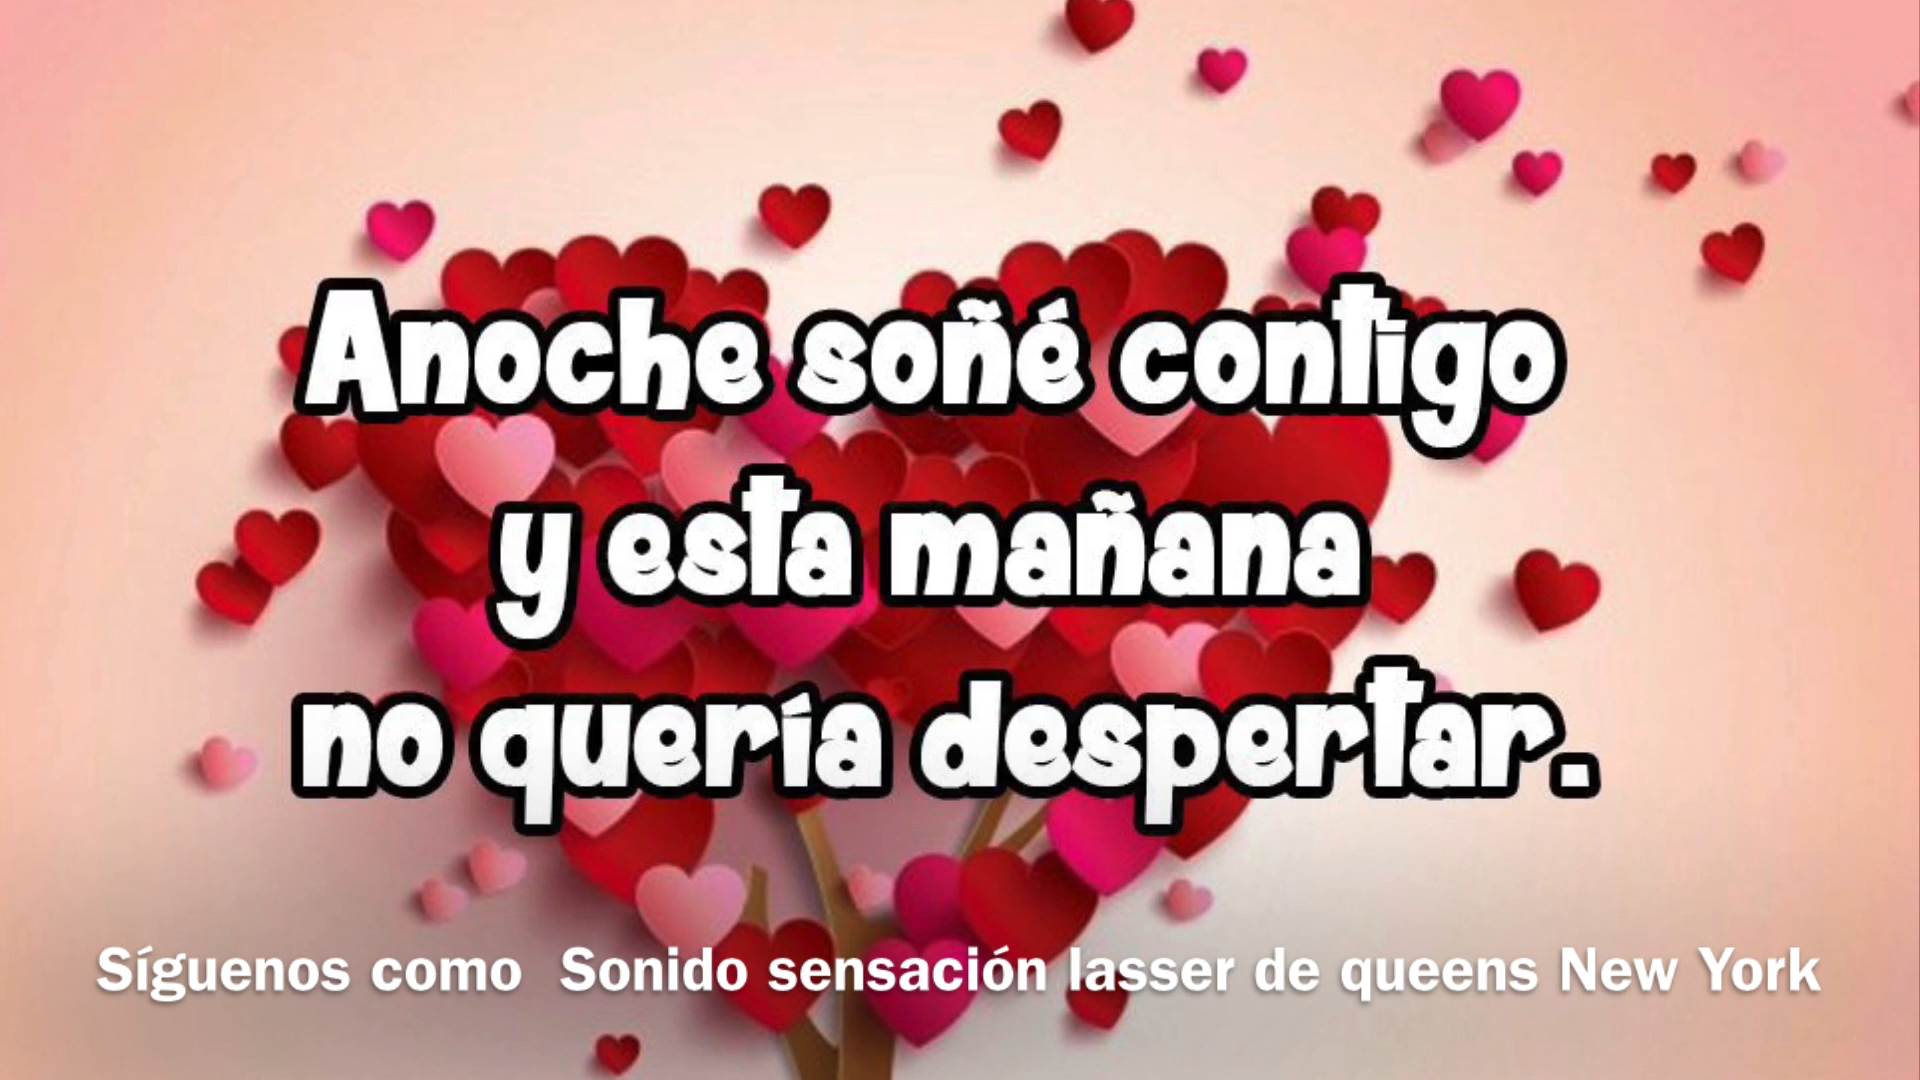 Anoche soñé contigo
y esta mañana
no quería despertar.
Síguenos como  Sonido sensación lasser de queens New York